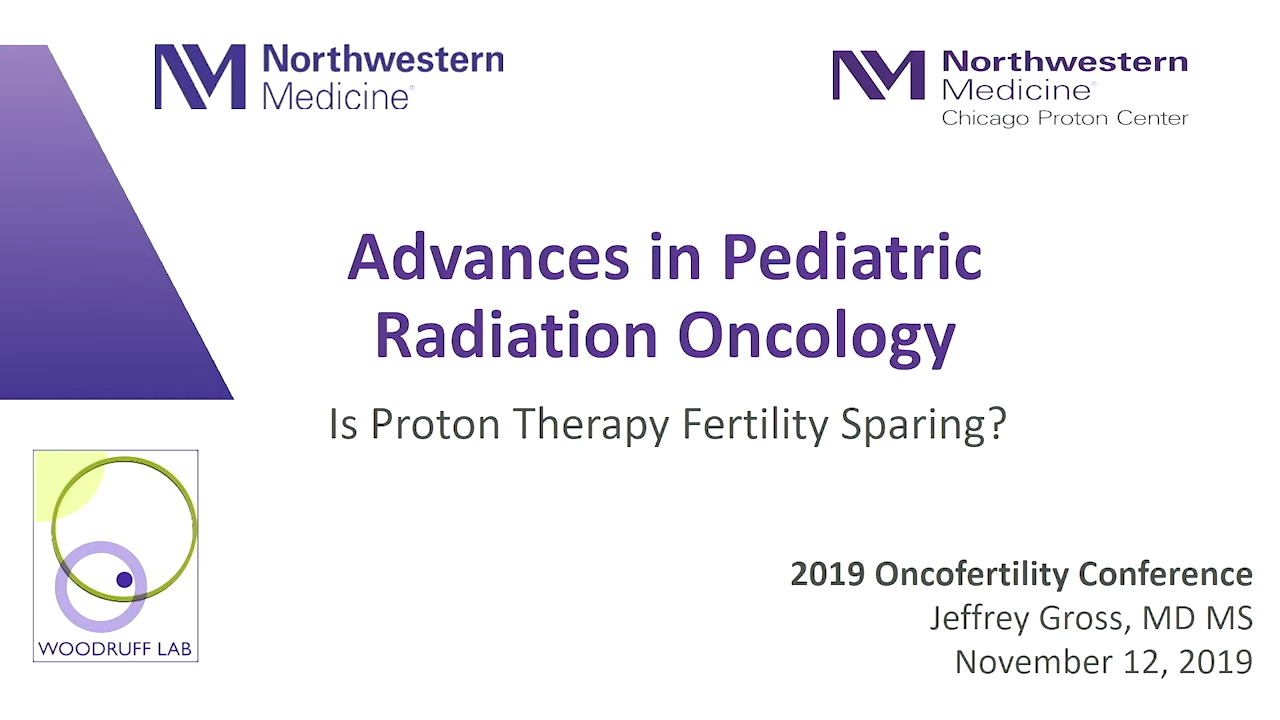 Northwestern
Medicine®
Northwestern
Medicine®
Chicago Proton Center
Advances in Pediatric
Radiation Oncology
Is Proton Therapy Fertility Sparing?
WOODRUFF LAB
2019 Oncofertility Conference
Jeffrey Gross, MD MS
November 12, 2019